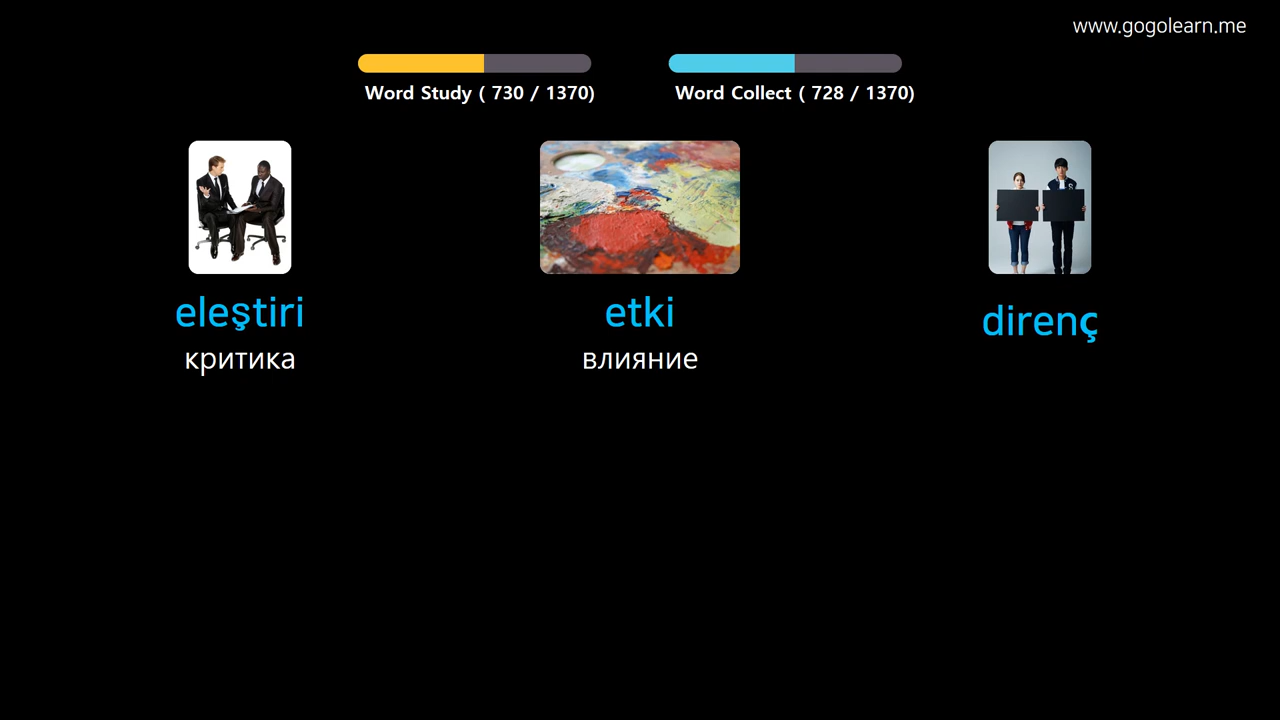 www.gogolearn.me
Word Study ( 730 / 1370)
Word Collect ( 728 / 1370)
eleştiri
критика
etki
влияние
direnç